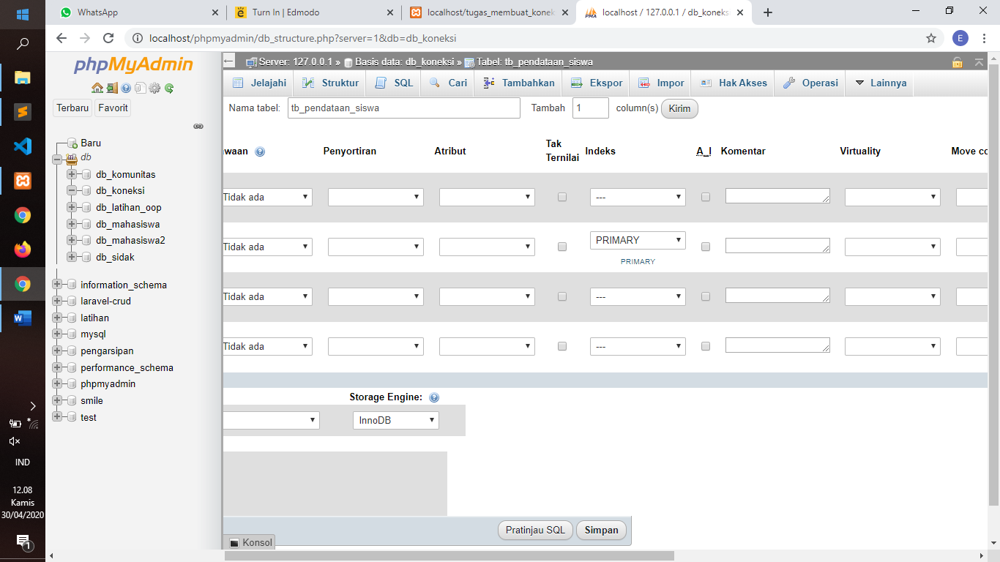 WhatsApp
Turn In | Edmodo
localhost/tugas_membuat_konek
localhost / 127.0.0.1 / db_koneks
localhost/phpmyadmin/db_structure.php?server=1&db=db_koneksi
E
phpMyAdmin
Terbaru
Favorit
Baru
db
db_komunitas
db_koneksi
db_latihan_oop
db_mahasiswa
db_mahasiswa2
db_sidak
information_schema
laravel-crud
latihan
mysql
pengarsipan
performance_schema
phpmyadmin
smile
test
Server: 127.0.0.1 » Basis data: db_koneksi » Tabel: tb_pendataan_siswa
Jelajahi Struktur SQL Cari Tambahkan Ekspor Impor Hak Akses Operasi Lainnya
Nama tabel: tb_pendataan_siswa Tambah 1 column(s) Kirim
waan Penyortiran Atribut Tak Ternilai Indeks A_I Komentar Virtuality Move co
Tidak ada ---
Tidak ada PRIMARY
PRIMARY
Tidak ada ---
Tidak ada ---
Storage Engine:
InnoDB
Pratinjau SQL Simpan
Konsol
IND
12.08
Kamis
30/04/2020
1